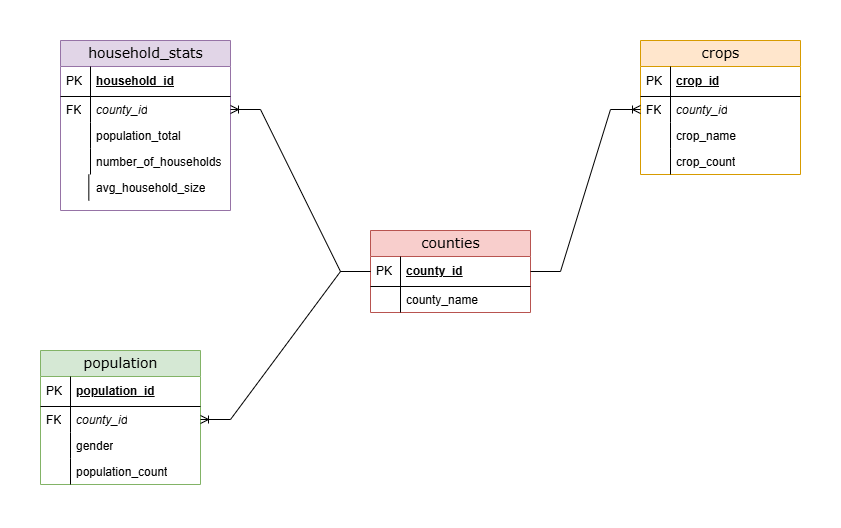 household_stats
PK household_id
FK county_id
population_total
number_of_households
avg_household_size
crops
PK crop_id
FK county_id
crop_name
crop_count
counties
PK county_id
county_name
population
PK population_id
FK county_id
gender
population_count